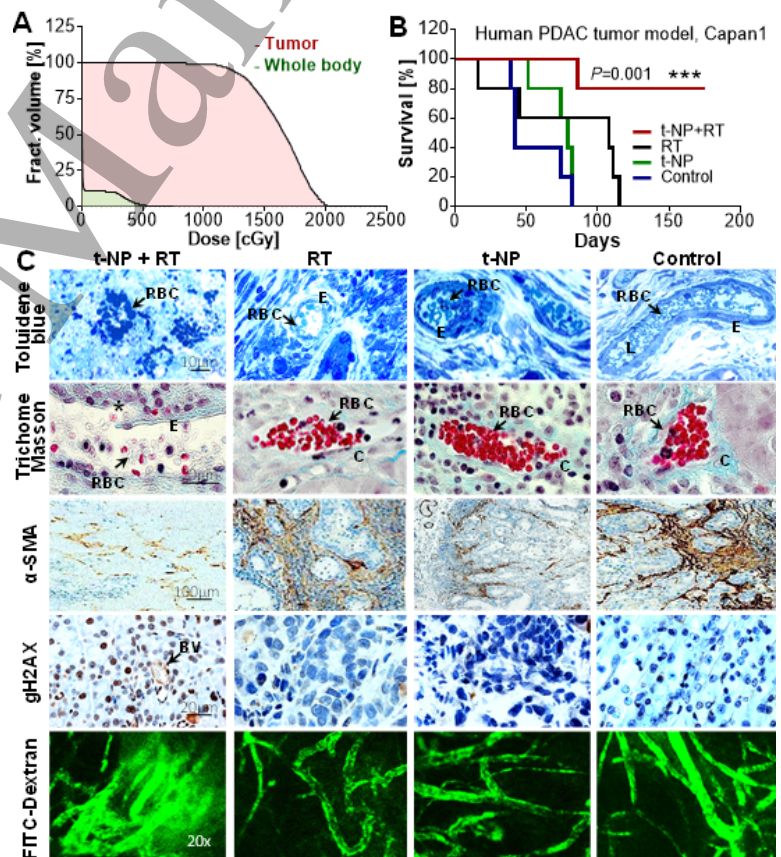 A
125
100
75
50
25
0
Fract. volume [%]
- Tumor
- Whole body
0 500 1000 1500 2000 2500
Dose [cGy]
B
Human PDAC tumor model, Capan1
120
100
80
60
40
20
0
Survival [%]
P=0.001 ***
t-NP+RT
RT
t-NP
Control
0 50 100 150 200
Days
C
t-NP + RT RT t-NP Control
Toluidene blue
RBC
10μm
E
RBC
RBC
E
RBC
E
L
Trichome Masson
*
E
RBC
RBC
C
RBC
C
RBC
C
α-SMA
100μm
gH2AX
BV
20μm
FITC-Dextran
20x